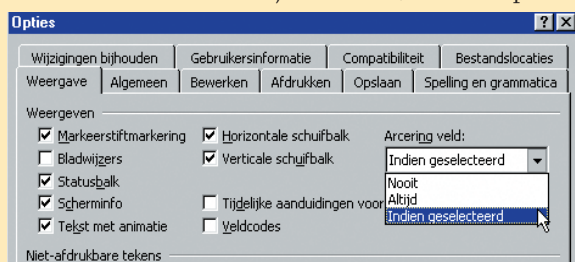 Opties
Wijzigingen bijhouden Gebruikersinformatie Compatibiliteit Bestandslocaties
Weergave Algemeen Bewerken Afdrukken Opslaan Spelling en grammatica
Weergeven
Markeerstiftmarkering Horizontale schuifbalk Arcering veld:
Bladwijzers Verticale schuifbalk Indien geselecteerd
Statusbalk Nooit
Scherminfo Tijdelijke aanduidingen voor Altijd
Tekst met animatie Veldcodes Indien geselecteerd
Niet-afdrukbare tekens